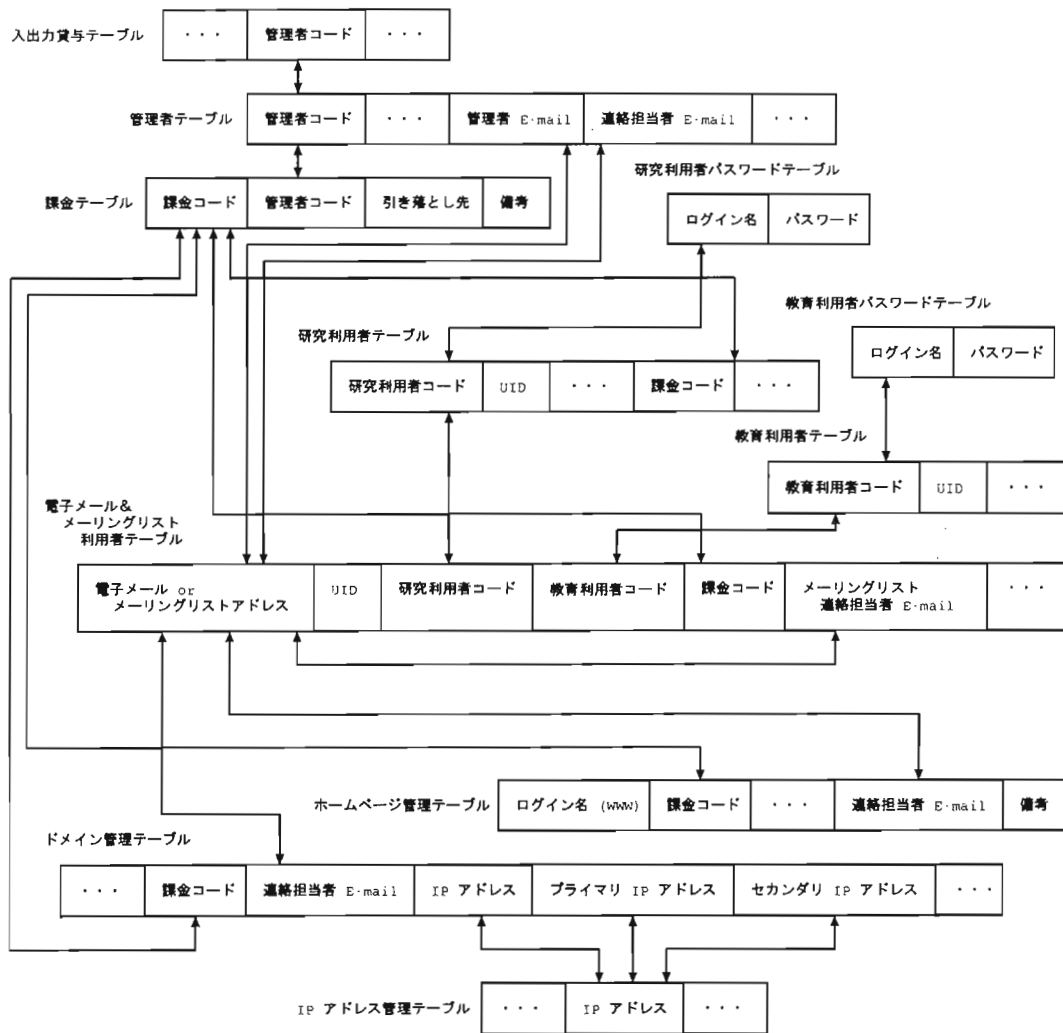 入出力貸与テーブル
・・・ 管理者コード ・・・
管理者テーブル
管理者コード ・・・ 管理者 E-mail 連絡担当者 E-mail ・・・
研究利用者パスワードテーブル
課金テーブル
課金コード 管理者コード 引き落とし先 備考
ログイン名 パスワード
教育利用者パスワードテーブル
研究利用者テーブル
ログイン名 パスワード
研究利用者コード UID ・・・ 課金コード ・・・
教育利用者テーブル
教育利用者コード UID ・・・
電子メール&
メーリングリスト
利用者テーブル
電子メール or
メーリングリストアドレス
UID 研究利用者コード 教育利用者コード 課金コード
メーリングリスト
連絡担当者 E-mail
・・・
ホームページ管理テーブル
ログイン名 (WWW) 課金コード ・・・ 連絡担当者 E-mail 備考
ドメイン管理テーブル
・・・ 課金コード 連絡担当者 E-mail IP アドレス プライマリ IP アドレス セカンダリ IP アドレス ・・・
IP アドレス管理テーブル
・・・ IP アドレス ・・・